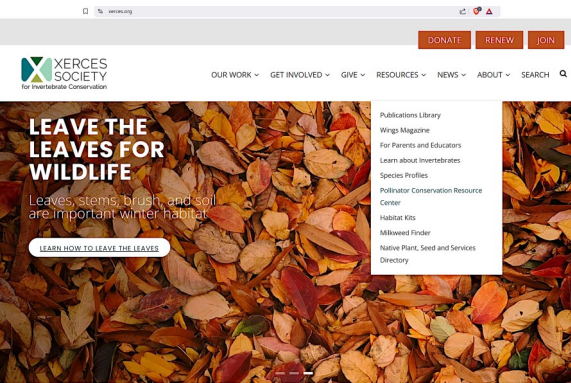 xerces.org
DONATE
RENEW
JOIN
XERCES
SOCIETY
for Invertebrate Conservation
OUR WORK
GET INVOLVED
GIVE
RESOURCES
NEWS
ABOUT
SEARCH
Publications Library
Wings Magazine
For Parents and Educators
Learn about Invertebrates
Species Profiles
Pollinator Conservation Resource
Center
Habitat Kits
Milkweed Finder
Native Plant, Seed and Services
Directory
LEAVE THE
LEAVES FOR
WILDLIFE
Leaves, stems, brush, and soil
are important winter habitat
LEARN HOW TO LEAVE THE LEAVES